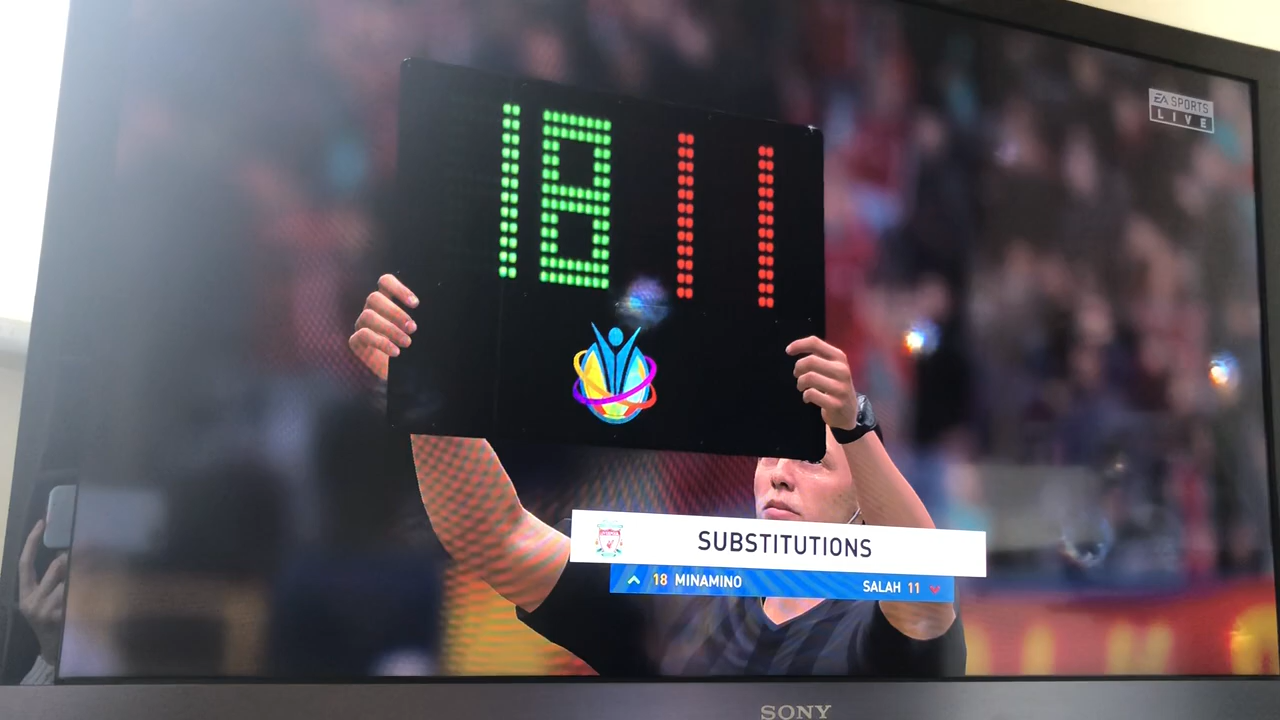 18 11
EA SPORTS
LIVE
SUBSTITUTIONS
18 MINAMINO SALAH 11
SONY